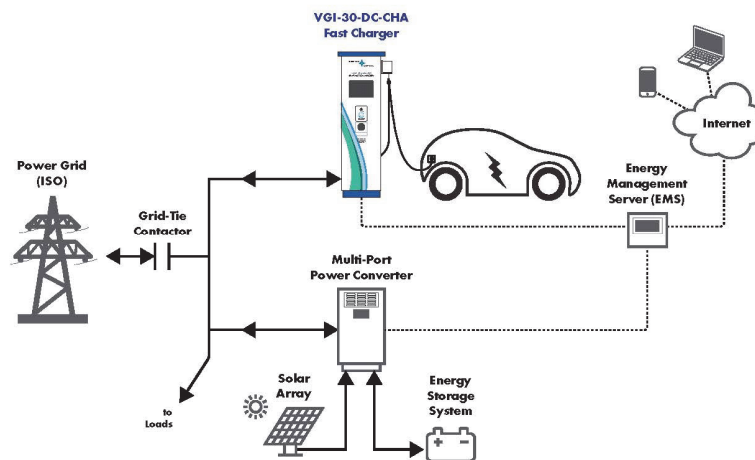 VGI-30-DC-CHA
Fast Charger
Internet
Power Grid
(ISO)
Grid-Tie
Contactor
Energy
Management
Server (EMS)
Multi-Port
Power Converter
to
Loads
Solar
Array
Energy
Storage
System